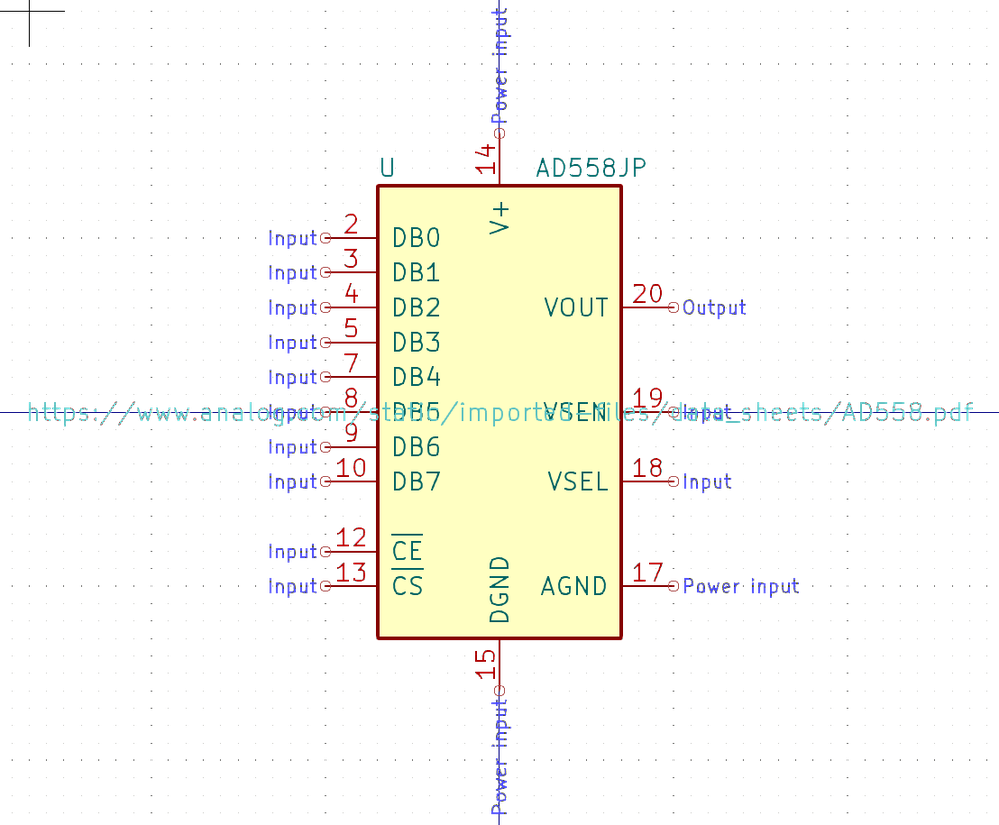 Power input
14
U AD558JP
V+
Input 2 DB0
Input 3 DB1
Input 4 DB2 VOUT 20 Output
Input 5 DB3
Input 7 DB4
Input 8 DB5 VSEN 19 Input
https://www.analog.com/static/imported-files/data_sheets/AD558.pdf
Input 9 DB6
Input 10 DB7 VSEL 18 Input
Input 12 CE
Input 13 CS AGND 17 Power input
DGND
15
Power input